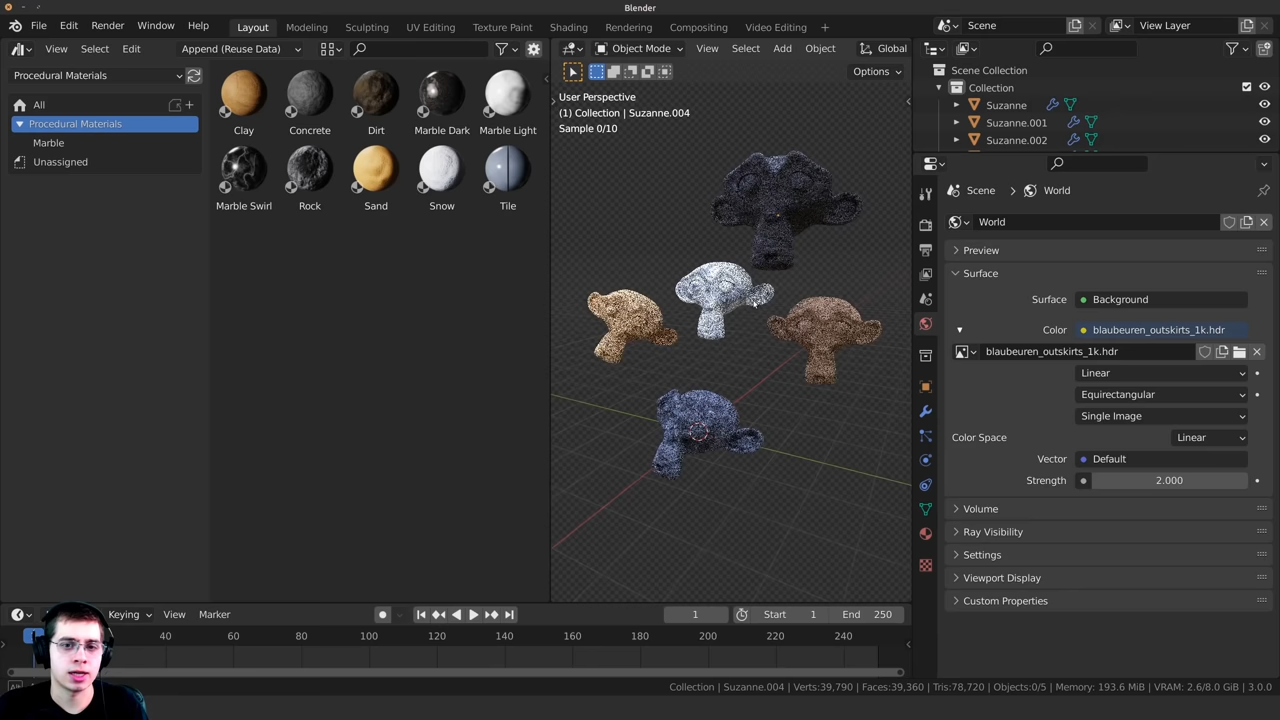 Blender
File Edit Render Window Help
Layout Modeling Sculpting UV Editing Texture Paint Shading Rendering Compositing Video Editing +
Scene
View Layer
View Select Edit Append (Reuse Data)
Object Mode View Select Add Object Global
Options
Procedural Materials
All
Procedural Materials
Marble
Unassigned
Clay Concrete Dirt Marble Dark Marble Light
Marble Swirl Rock Sand Snow Tile
User Perspective
(1) Collection | Suzanne.004
Sample 0/10
Scene Collection
Collection
Suzanne
Suzanne.001
Suzanne.002
Scene > World
World
Preview
Surface
Surface Background
Color blaubeuren_outskirts_1k.hdr
blaubeuren_outskirts_1k.hdr
Linear
Equirectangular
Single Image
Color Space Linear
Vector Default
Strength 2.000
Volume
Ray Visibility
Settings
Viewport Display
Custom Properties
Keying View Marker
1 Start 1 End 250
40 60 80 100 120 140 160 180 200 220 240
Collection | Suzanne.004 | Verts:39,790 | Faces:39,360 | Tris:78,720 | Objects:0/5 | Memory: 193.6 MiB | VRAM: 2.6/8.0 GiB | 3.0.0